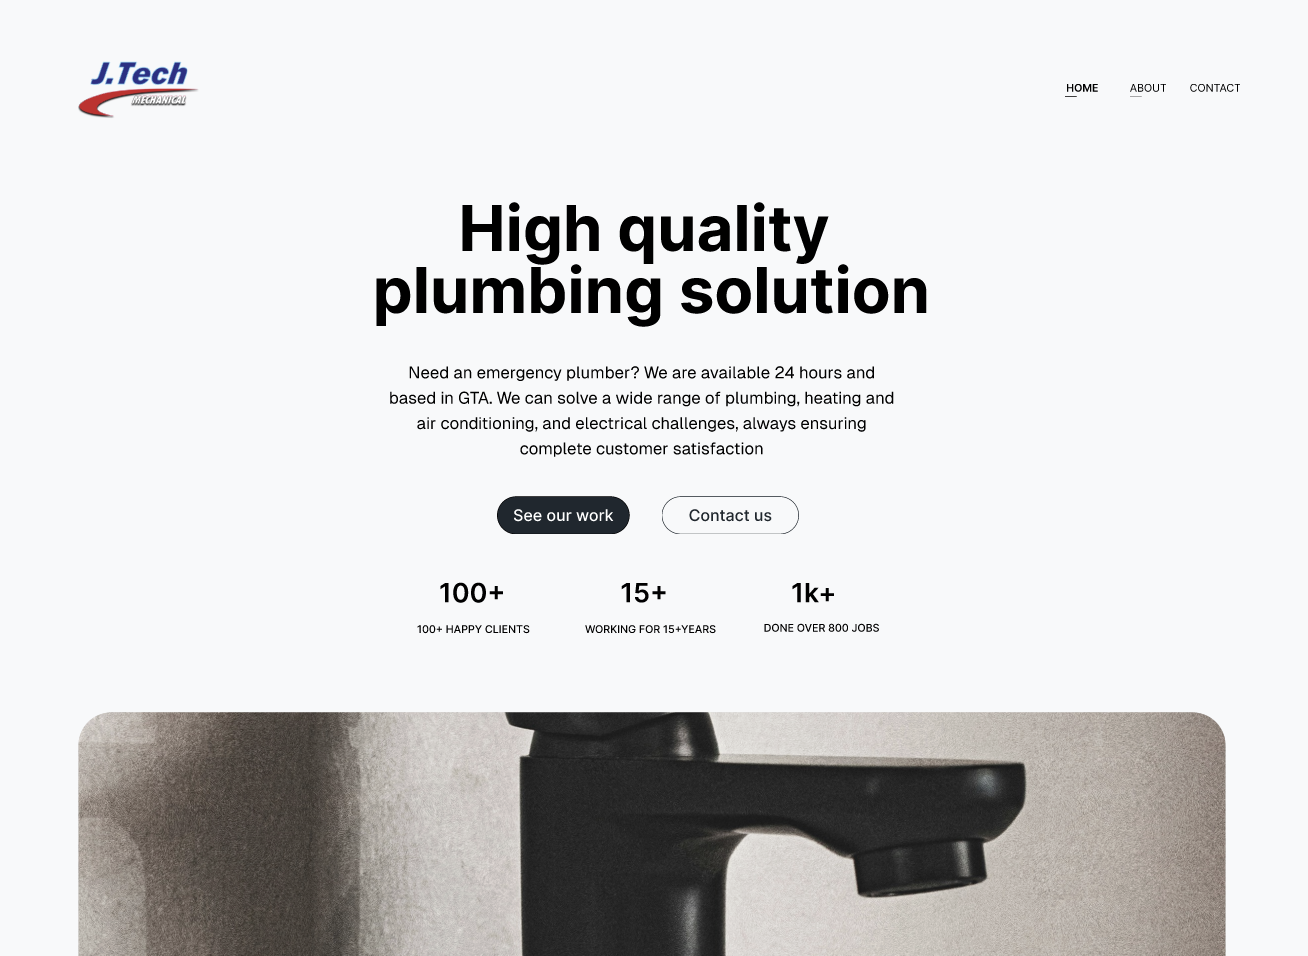 J.Tech
MECHANICAL
HOME ABOUT CONTACT
High quality
plumbing solution
Need an emergency plumber? We are available 24 hours and
based in GTA. We can solve a wide range of plumbing, heating and
air conditioning, and electrical challenges, always ensuring
complete customer satisfaction
See our work Contact us
100+ 15+ 1k+
100+ HAPPY CLIENTS WORKING FOR 15+YEARS DONE OVER 800 JOBS